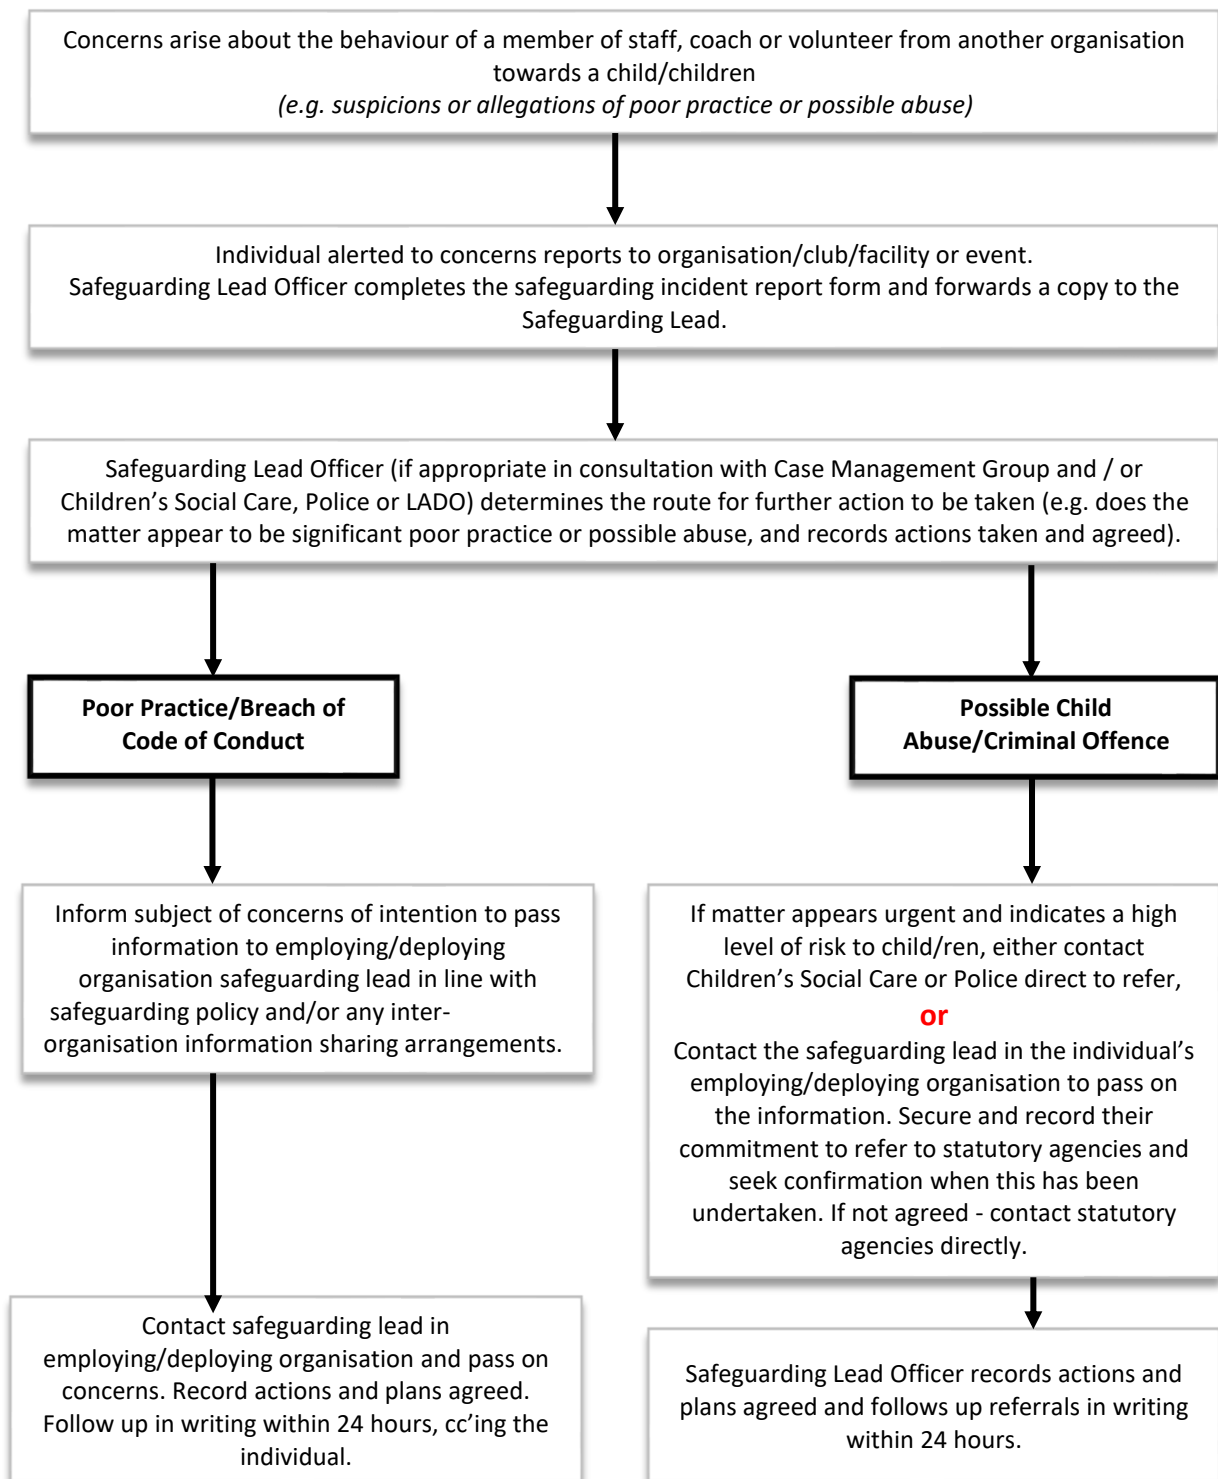 Concerns arise about the behaviour of a member of staff, coach or volunteer from another organisation
towards a child/children
(e.g. suspicions or allegations of poor practice or possible abuse)
Individual alerted to concerns reports to organisation/club/facility or event.
Safeguarding Lead Officer completes the safeguarding incident report form and forwards a copy to the
Safeguarding Lead.
Safeguarding Lead Officer (if appropriate in consultation with Case Management Group and / or
Children’s Social Care, Police or LADO) determines the route for further action to be taken (e.g. does the
matter appear to be significant poor practice or possible abuse, and records actions taken and agreed).
Poor Practice/Breach of
Code of Conduct
Possible Child
Abuse/Criminal Offence
Inform subject of concerns of intention to pass
information to employing/deploying
organisation safeguarding lead in line with
safeguarding policy and/or any inter-
organisation information sharing arrangements.
If matter appears urgent and indicates a high
level of risk to child/ren, either contact
Children’s Social Care or Police direct to refer,
or
Contact the safeguarding lead in the individual’s
employing/deploying organisation to pass on
the information. Secure and record their
commitment to refer to statutory agencies and
seek confirmation when this has been
undertaken. If not agreed - contact statutory
agencies directly.
Contact safeguarding lead in
employing/deploying organisation and pass on
concerns. Record actions and plans agreed.
Follow up in writing within 24 hours, cc’ing the
individual.
Safeguarding Lead Officer records actions and
plans agreed and follows up referrals in writing
within 24 hours.